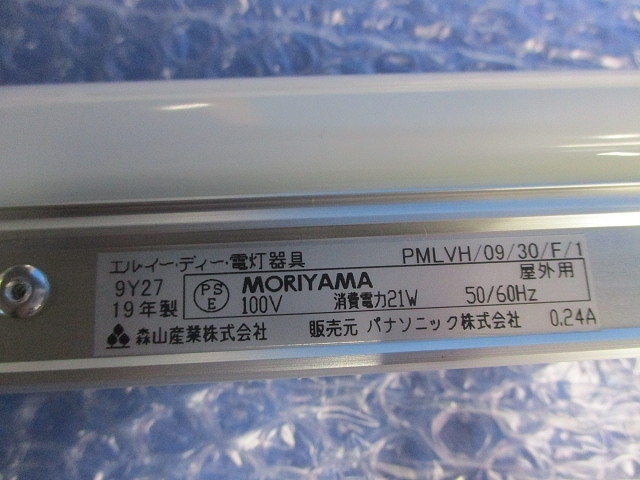 エル・イー・ディー・電灯器具 PMLVH/09/30/F/1
9Y27 PS E MORIYAMA 屋外用
19年製 100V 消費電力21W 50/60Hz
森山産業株式会社 販売元 パナソニック株式会社 0.24A